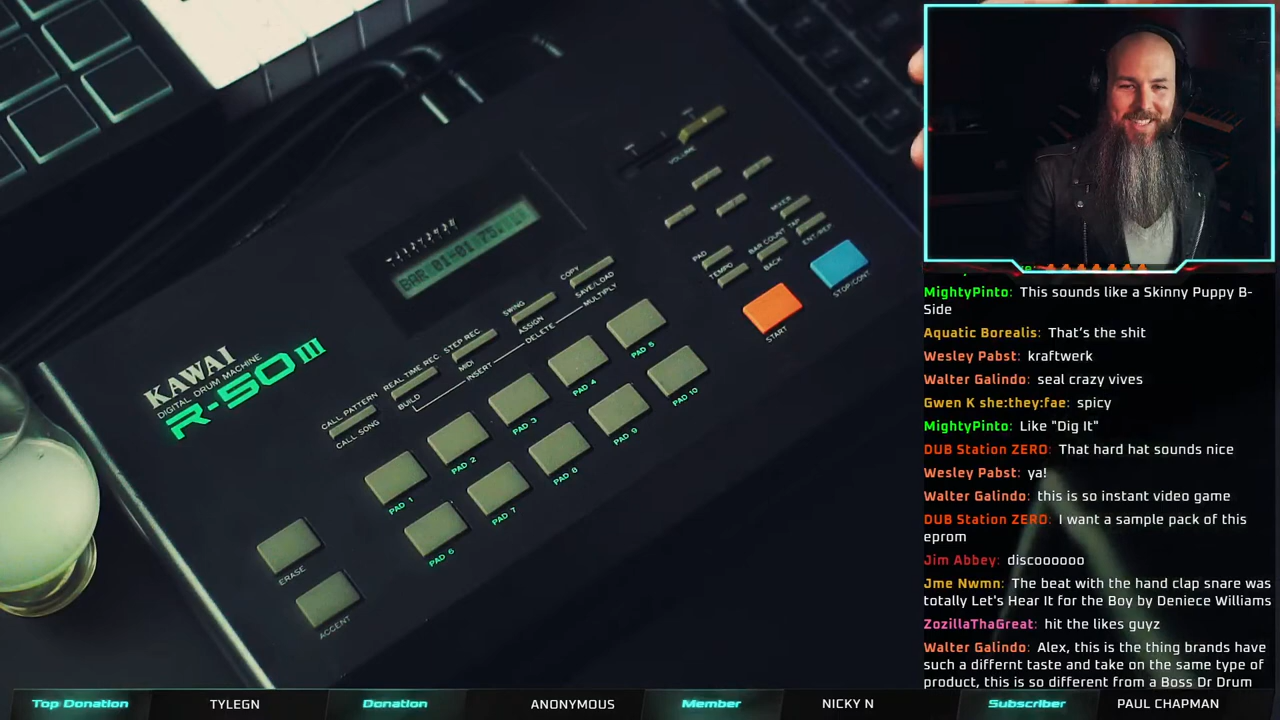 VOLUME
BAR 01-01
MIXER
PAD
BAR COUNT
TAP
ENT/REP
TEMPO
BACK
STOP/CONT.
START
COPY
SAVE/LOAD
MULTIPLY
SWING
ASSIGN
DELETE
STEP REC
MIDI
INSERT
REAL TIME REC
BUILD
CALL PATTERN
CALL SONG
KAWAI
DIGITAL DRUM MACHINE
R-50 III
PAD 1
PAD 2
PAD 3
PAD 4
PAD 5
PAD 6
PAD 7
PAD 8
PAD 9
PAD 10
ERASE
ACCENT
MightyPinto: This sounds like a Skinny Puppy B-
Side
Aquatic Borealis: That's the shit
Wesley Pabst: kraftwerk
Walter Galindo: seal crazy vives
Gwen K she:they:fae: spicy
MightyPinto: Like "Dig It"
DUB Station ZERO: That hard hat sounds nice
Wesley Pabst: ya!
Walter Galindo: this is so instant video game
DUB Station ZERO: I want a sample pack of this
eprom
Jim Abbey: discoooooo
Jme Nwmn: The beat with the hand clap snare was
totally Let's Hear It for the Boy by Deniece Williams
ZozillaThaGreat: hit the likes guyz
Walter Galindo: Alex, this is the thing brands have
such a differnt taste and take on the same type of
product, this is so different from a Boss Dr Drum
Top Donation TYLEGN Donation ANONYMOUS Member NICKY N Subscriber PAUL CHAPMAN